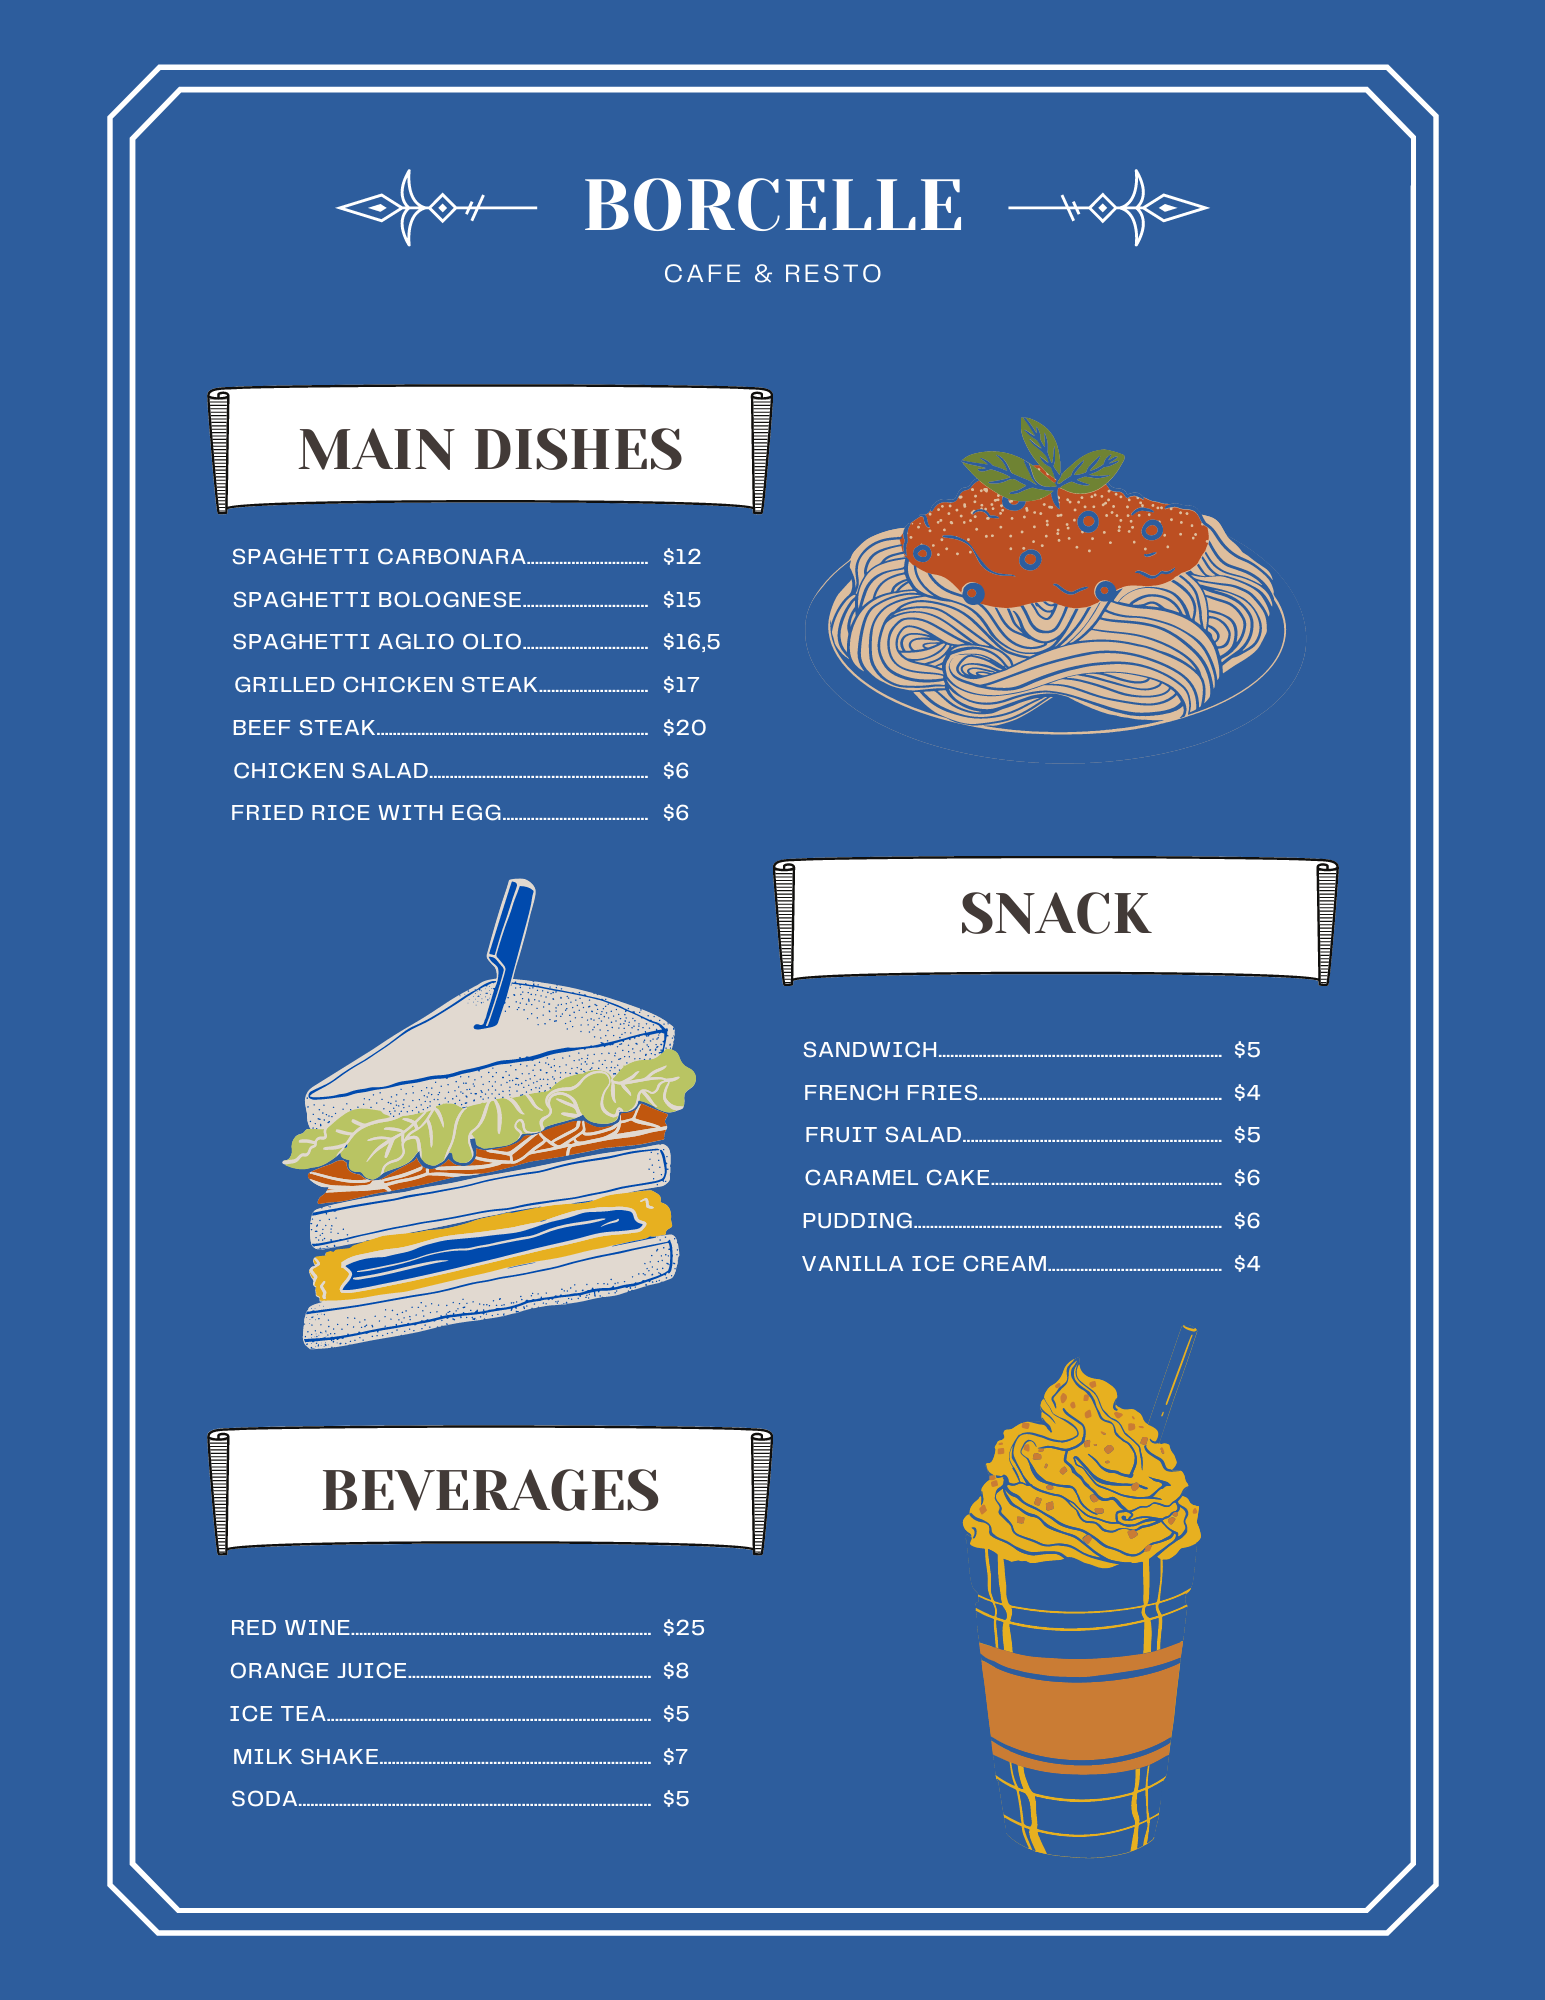 BORCELLE
CAFE & RESTO
MAIN DISHES
SPAGHETTI CARBONARA $12
SPAGHETTI BOLOGNESE $15
SPAGHETTI AGLIO OLIO $16,5
GRILLED CHICKEN STEAK $17
BEEF STEAK $20
CHICKEN SALAD $6
FRIED RICE WITH EGG $6
SNACK
SANDWICH $5
FRENCH FRIES $4
FRUIT SALAD $5
CARAMEL CAKE $6
PUDDING $6
VANILLA ICE CREAM $4
BEVERAGES
RED WINE $25
ORANGE JUICE $8
ICE TEA $5
MILK SHAKE $7
SODA $5